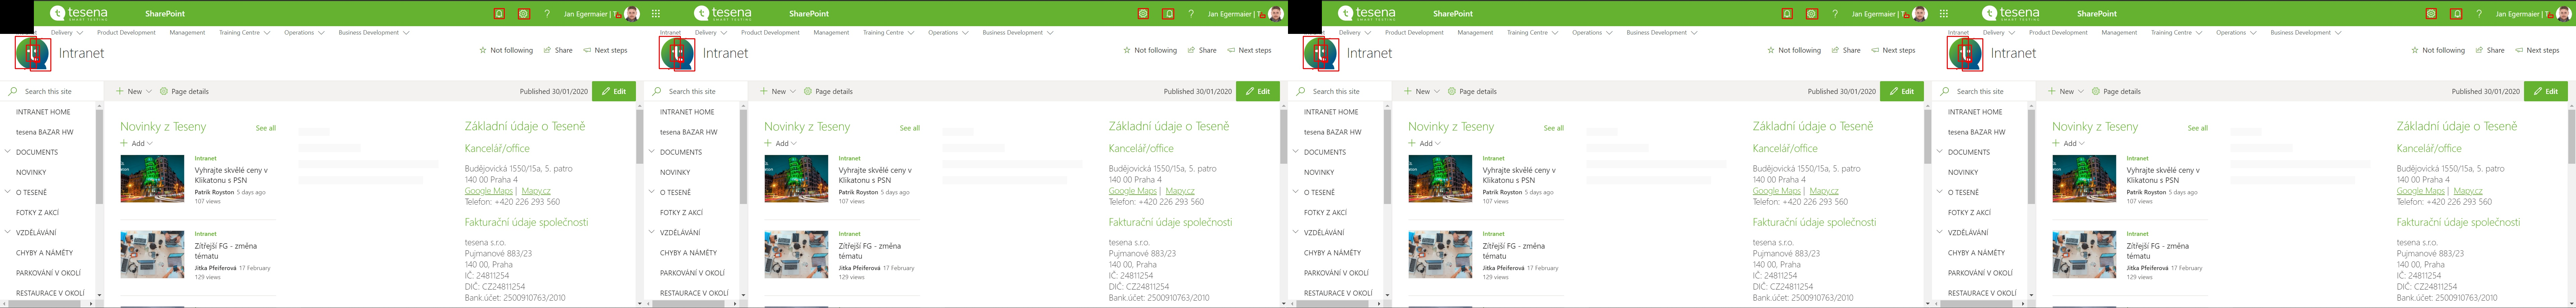 tesena
SMART TESTING
SharePoint
?
Jan Egermaier | T
Delivery
Product Development
Management
Training Centre
Operations
Business Development
Intranet
Not following
Share
Next steps
Search this site
New
Page details
Published 30/01/2020
Edit
INTRANET HOME
tesena BAZAR HW
DOCUMENTS
NOVINKY
O TESENĚ
FOTKY Z AKCÍ
VZDĚLÁVÁNÍ
CHYBY A NÁMĚTY
PARKOVÁNÍ V OKOLÍ
RESTAURACE V OKOLÍ
Novinky z Teseny
See all
Add
Intranet
Vyhrajte skvělé ceny v
Klikatonu s PSN
Patrik Royston 5 days ago
107 views
Intranet
Zítřejší FG - změna
tématu
Jitka Pfeiferová 17 February
129 views
Základní údaje o Teseně
Kancelář/office
Budějovická 1550/15a, 5. patro
140 00 Praha 4
Google Maps | Mapy.cz
Telefon: +420 226 293 560
Fakturační údaje společnosti
tesena s.r.o.
Pujmanové 883/23
140 00, Praha
IČ: 24811254
DIČ: CZ24811254
Bank.účet: 2500910763/2010
tesena
SMART TESTING
SharePoint
?
Jan Egermaier | T
Intranet
Delivery
Product Development
Management
Training Centre
Operations
Business Development
Intranet
Not following
Share
Next steps
Search this site
New
Page details
Published 30/01/2020
Edit
INTRANET HOME
tesena BAZAR HW
DOCUMENTS
NOVINKY
O TESENĚ
FOTKY Z AKCÍ
VZDĚLÁVÁNÍ
CHYBY A NÁMĚTY
PARKOVÁNÍ V OKOLÍ
RESTAURACE V OKOLÍ
Novinky z Teseny
See all
Add
Intranet
Vyhrajte skvělé ceny v
Klikatonu s PSN
Patrik Royston 5 days ago
107 views
Intranet
Zítřejší FG - změna
tématu
Jitka Pfeiferová 17 February
129 views
Základní údaje o Teseně
Kancelář/office
Budějovická 1550/15a, 5. patro
140 00 Praha 4
Google Maps | Mapy.cz
Telefon: +420 226 293 560
Fakturační údaje společnosti
tesena s.r.o.
Pujmanové 883/23
140 00, Praha
IČ: 24811254
DIČ: CZ24811254
Bank.účet: 2500910763/2010
tesena
SMART TESTING
SharePoint
?
Jan Egermaier | T
Delivery
Product Development
Management
Training Centre
Operations
Business Development
Intranet
Not following
Share
Next steps
Search this site
New
Page details
Published 30/01/2020
Edit
INTRANET HOME
tesena BAZAR HW
DOCUMENTS
NOVINKY
O TESENĚ
FOTKY Z AKCÍ
VZDĚLÁVÁNÍ
CHYBY A NÁMĚTY
PARKOVÁNÍ V OKOLÍ
RESTAURACE V OKOLÍ
Novinky z Teseny
See all
Add
Intranet
Vyhrajte skvělé ceny v
Klikatonu s PSN
Patrik Royston 5 days ago
107 views
Intranet
Zítřejší FG - změna
tématu
Jitka Pfeiferová 17 February
129 views
Základní údaje o Teseně
Kancelář/office
Budějovická 1550/15a, 5. patro
140 00 Praha 4
Google Maps | Mapy.cz
Telefon: +420 226 293 560
Fakturační údaje společnosti
tesena s.r.o.
Pujmanové 883/23
140 00, Praha
IČ: 24811254
DIČ: CZ24811254
Bank.účet: 2500910763/2010
tesena
SMART TESTING
SharePoint
?
Jan Egermaier | T
Intranet
Delivery
Product Development
Management
Training Centre
Operations
Business Development
Intranet
Not following
Share
Next steps
Search this site
New
Page details
Published 30/01/2020
Edit
INTRANET HOME
tesena BAZAR HW
DOCUMENTS
NOVINKY
O TESENĚ
FOTKY Z AKCÍ
VZDĚLÁVÁNÍ
CHYBY A NÁMĚTY
PARKOVÁNÍ V OKOLÍ
RESTAURACE V OKOLÍ
Novinky z Teseny
See all
Add
Intranet
Vyhrajte skvělé ceny v
Klikatonu s PSN
Patrik Royston 5 days ago
107 views
Intranet
Zítřejší FG - změna
tématu
Jitka Pfeiferová 17 February
129 views
Základní údaje o Teseně
Kancelář/office
Budějovická 1550/15a, 5. patro
140 00 Praha 4
Google Maps | Mapy.cz
Telefon: +420 226 293 560
Fakturační údaje společnosti
tesena s.r.o.
Pujmanové 883/23
140 00, Praha
IČ: 24811254
DIČ: CZ24811254
Bank.účet: 2500910763/2010